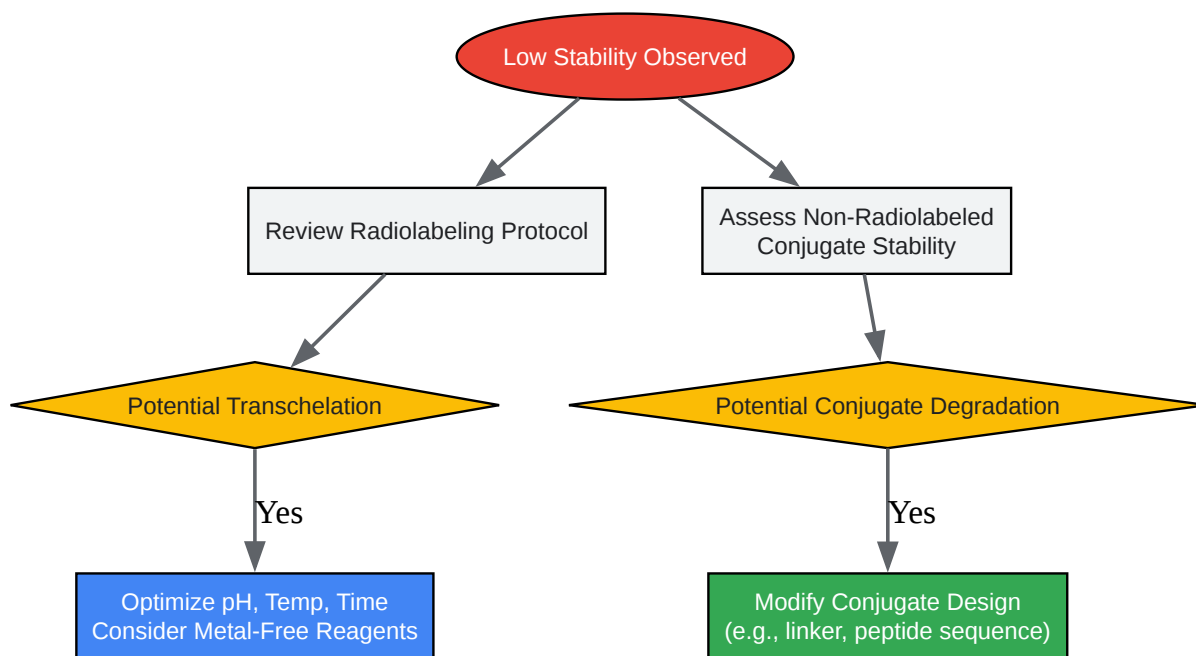 Low Stability Observed
Review Radiolabeling Protocol
Assess Non-Radiolabeled
Conjugate Stability
Potential Transchelation
Potential Conjugate Degradation
Yes
Yes
Optimize pH, Temp, Time
Consider Metal-Free Reagents
Modify Conjugate Design
(e.g., linker, peptide sequence)